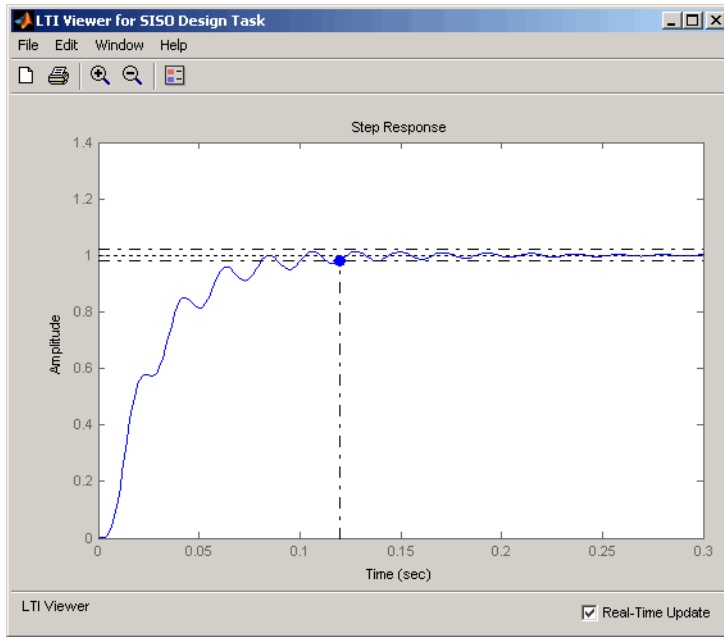 LTI Viewer for SISO Design Task
File Edit Window Help
Step Response
1.4
1.2
1
0.8
0.6
0.4
0.2
0
Amplitude
0 0.05 0.1 0.15 0.2 0.25 0.3
Time (sec)
LTI Viewer
Real-Time Update